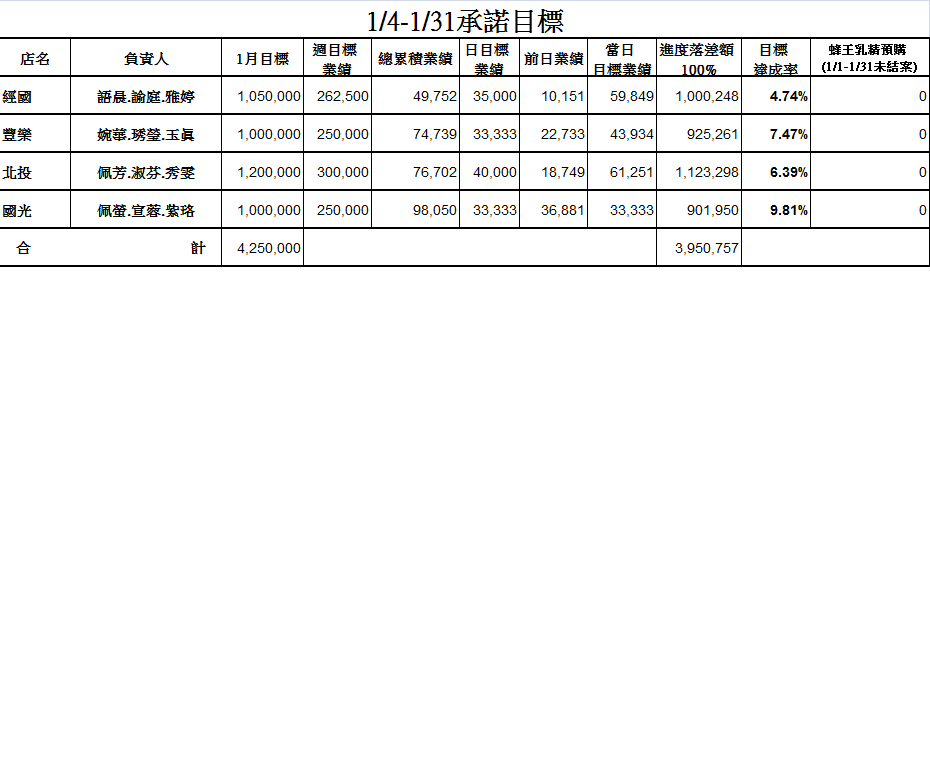 1/4-1/31承諾目標
店名 負責人 1月目標 週目標業績 總累積業績 日目標業績 前日業績 當日目標業績 進度落差額100% 目標達成率 蜂王乳精預購(1/1-1/31未結案)
經國 語晨.諭庭.雅婷 1,050,000 262,500 49,752 35,000 10,151 59,849 1,000,248 4.74% 0
豐樂 婉華.琇瑩.玉真 1,000,000 250,000 74,739 33,333 22,733 43,934 925,261 7.47% 0
北投 佩芳.淑芬.秀雯 1,200,000 300,000 76,702 40,000 18,749 61,251 1,123,298 6.39% 0
國光 佩螢.宣蓉.紫珞 1,000,000 250,000 98,050 33,333 36,881 33,333 901,950 9.81% 0
合計 4,250,000 3,950,757